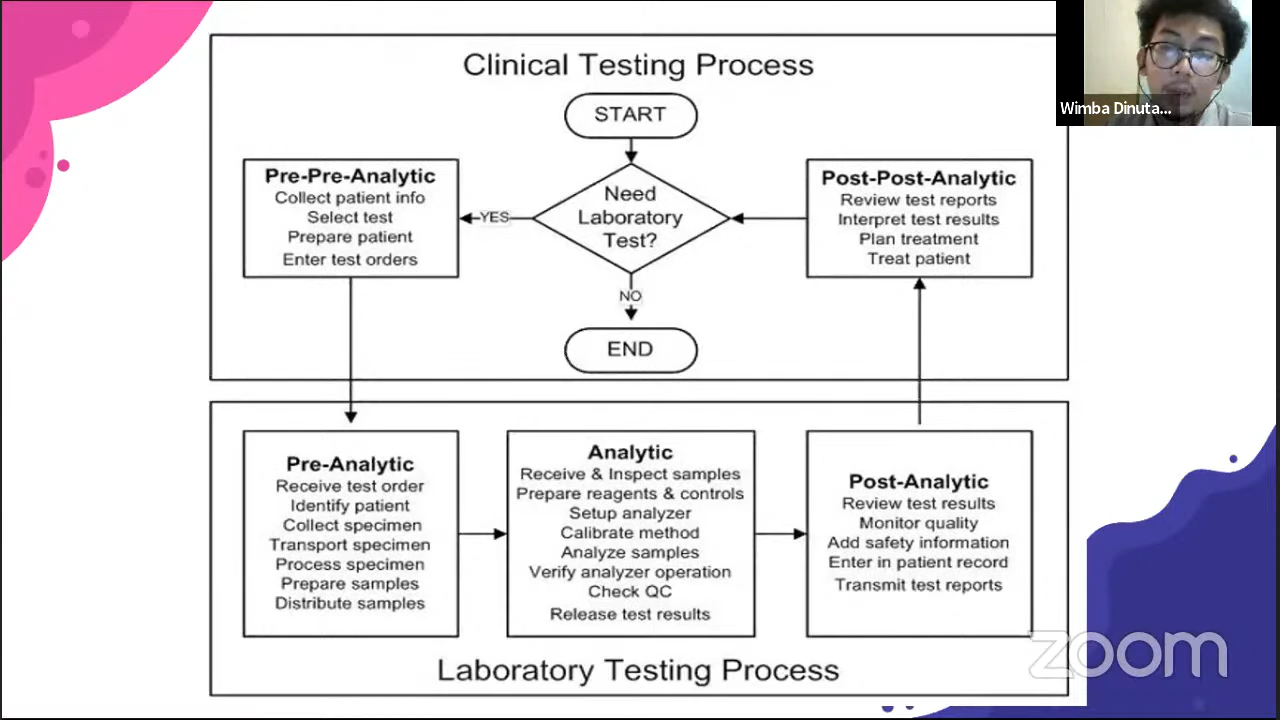 Clinical Testing Process
Wimba Dinuta...
START
Need
Laboratory
Test?
YES
NO
END
Pre-Pre-Analytic
Collect patient info
Select test
Prepare patient
Enter test orders
Post-Post-Analytic
Review test reports
Interpret test results
Plan treatment
Treat patient
Pre-Analytic
Receive test order
Identify patient
Collect specimen
Transport specimen
Process specimen
Prepare samples
Distribute samples
Analytic
Receive & Inspect samples
Prepare reagents & controls
Setup analyzer
Calibrate method
Analyze samples
Verify analyzer operation
Check QC
Release test results
Post-Analytic
Review test results
Monitor quality
Add safety information
Enter in patient record
Transmit test reports
Laboratory Testing Process
zoom